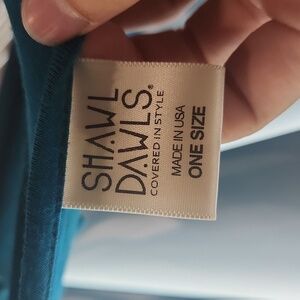 SHAWL
DAWLS®
COVERED IN STYLE
MADE IN USA
ONE SIZE